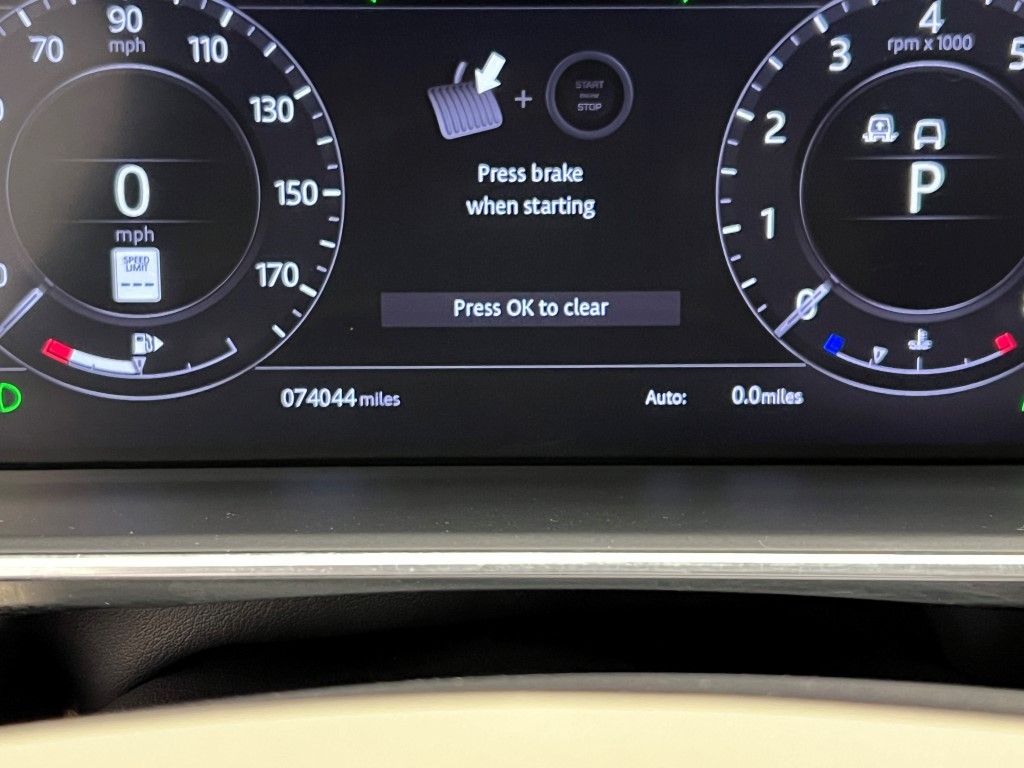 90
mph
70
110
130
150
170
0
mph
SPEED
LIMIT
---
START
STOP
+
Press brake
when starting
Press OK to clear
074044 miles
Auto: 0.0miles
4
rpm x 1000
3
5
2
1
0
P